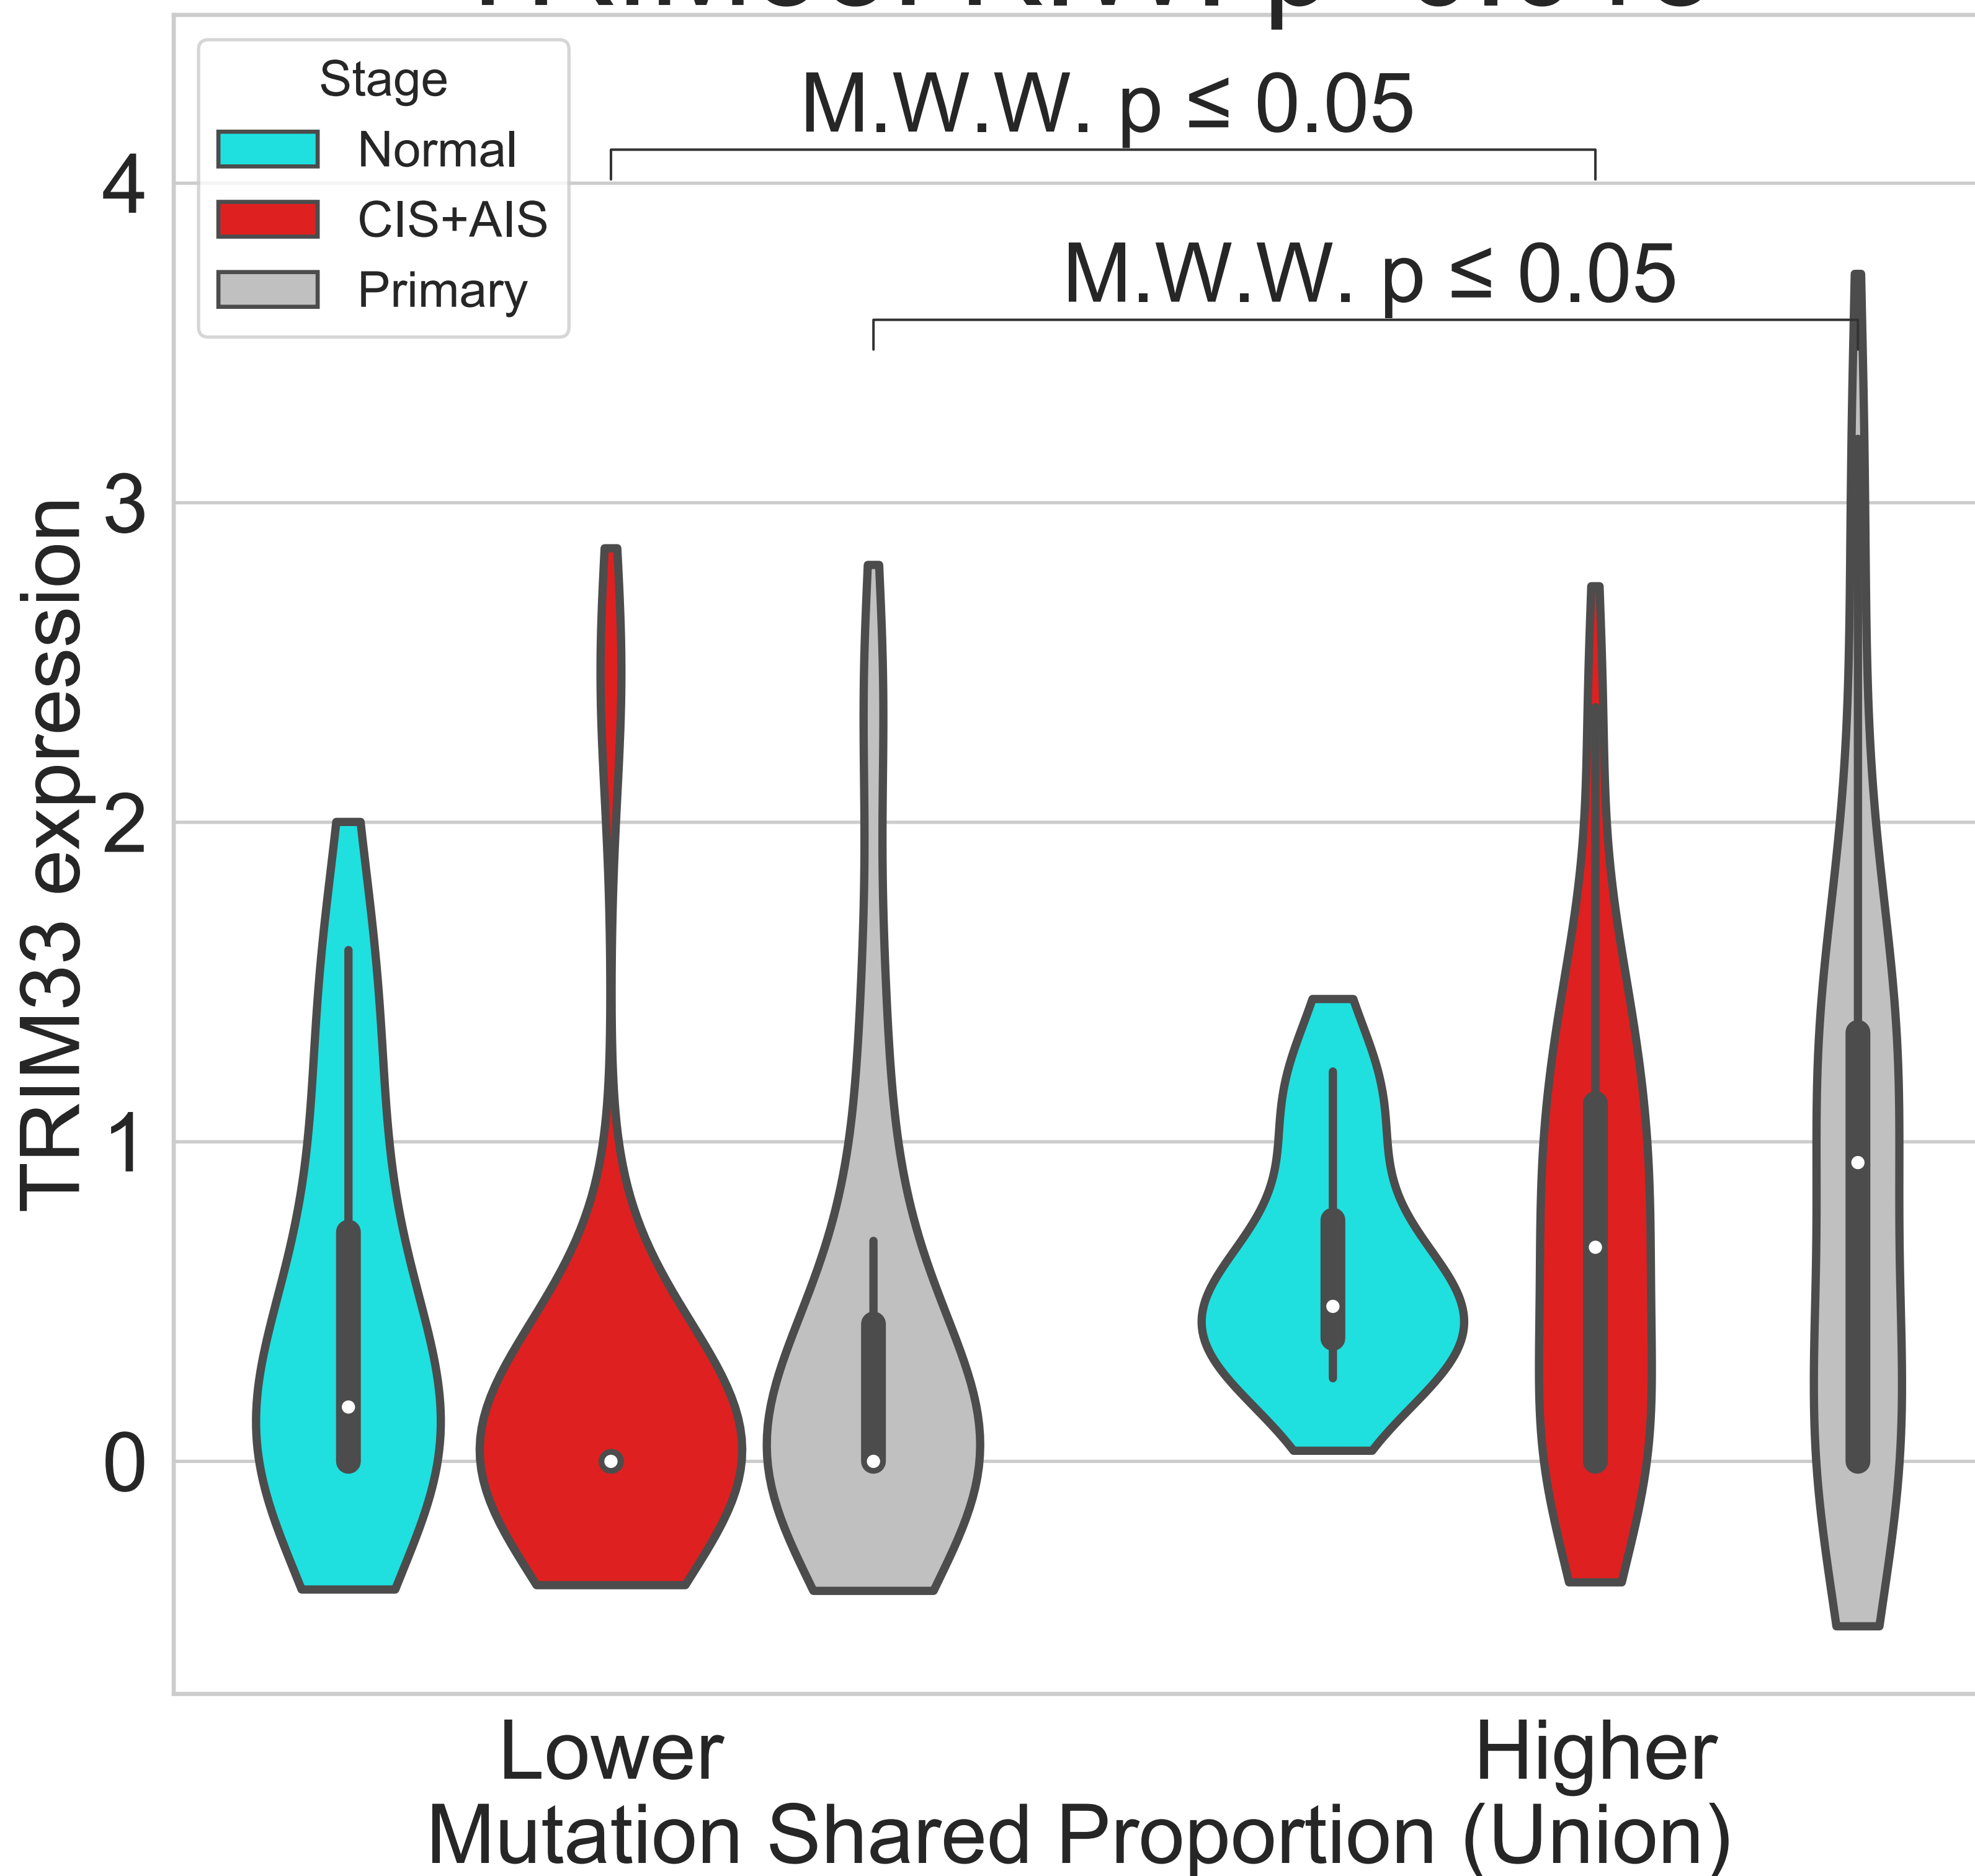 Stage
Normal
CIS+AIS
Primary
M.W.W. p ≤ 0.05
M.W.W. p ≤ 0.05
4
3
2
1
0
TRIM33 expression
Lower
Higher
Mutation Shared Proportion (Union)